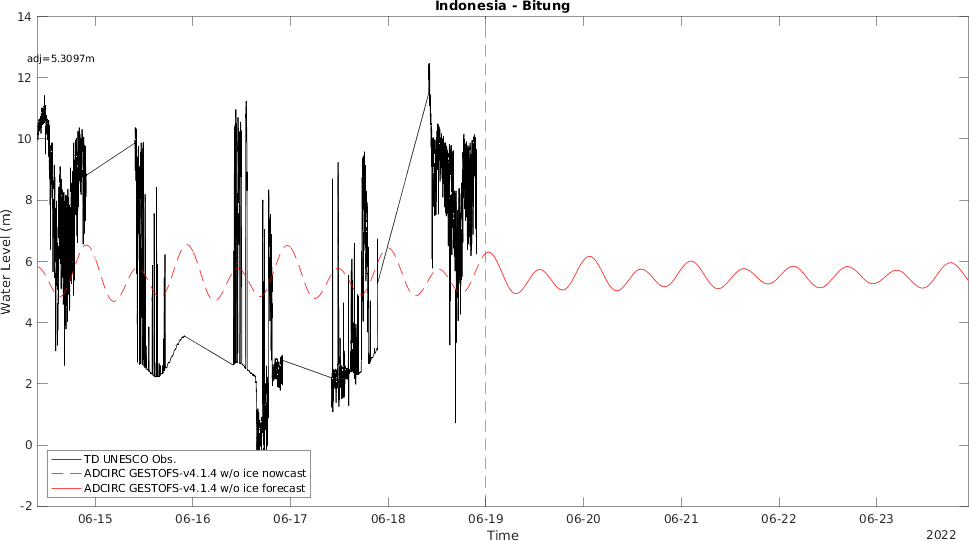 Indonesia - Bitung
adj=5.3097m
14
12
10
8
6
4
2
0
-2
Water Level (m)
TD UNESCO Obs.
ADCIRC GESTOFS-v4.1.4 w/o ice nowcast
ADCIRC GESTOFS-v4.1.4 w/o ice forecast
06-15 06-16 06-17 06-18 06-19 06-20 06-21 06-22 06-23
Time
2022